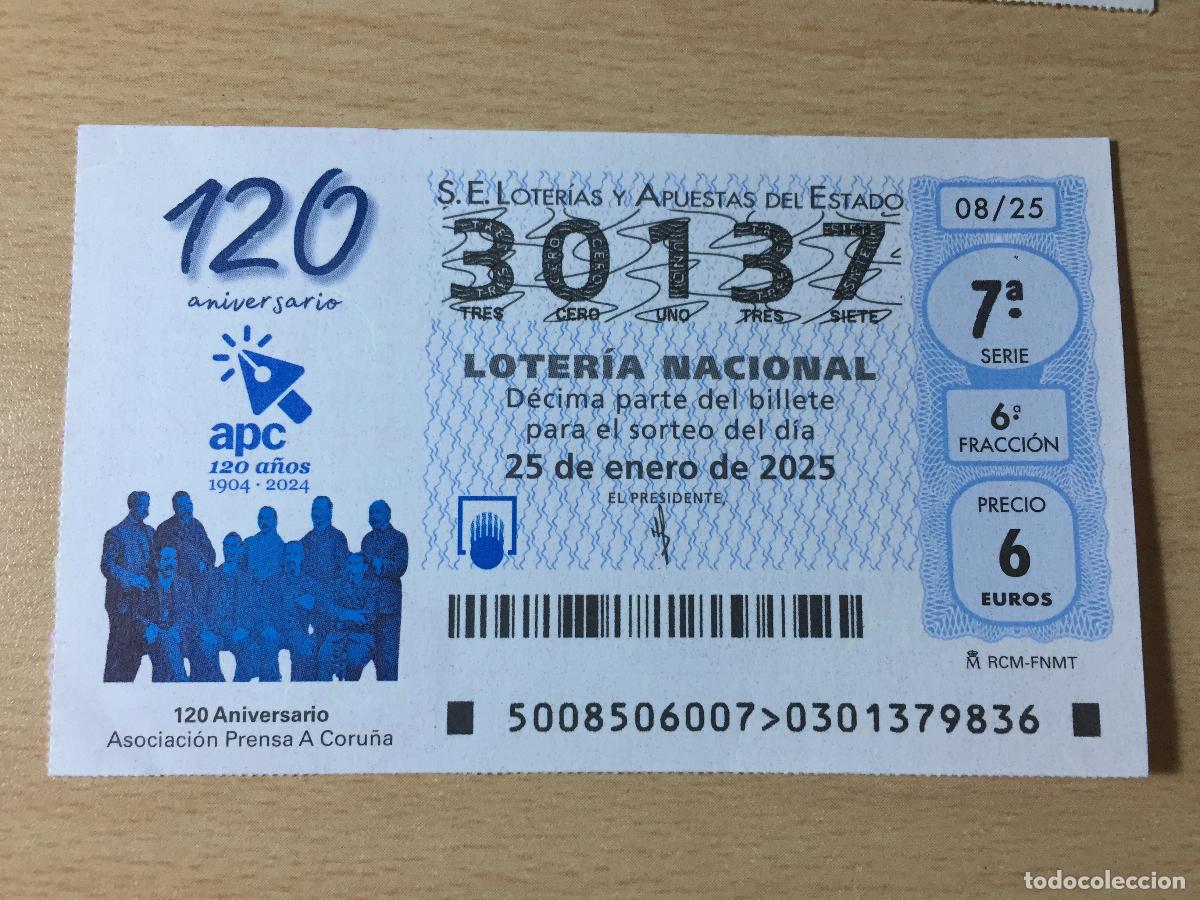 120
aniversario
apc
120 años
1904 · 2024
120 Aniversario
Asociación Prensa A Coruña
S.E. LOTERÍAS Y APUESTAS DEL ESTADO
30137
TRES CERO UNO TRES SIETE
LOTERÍA NACIONAL
Décima parte del billete
para el sorteo del día
25 de enero de 2025
EL PRESIDENTE,
08/25
7ª
SERIE
6ª
FRACCIÓN
PRECIO
6
EUROS
RCM-FNMT
5008506007>0301379836
todocoleccion